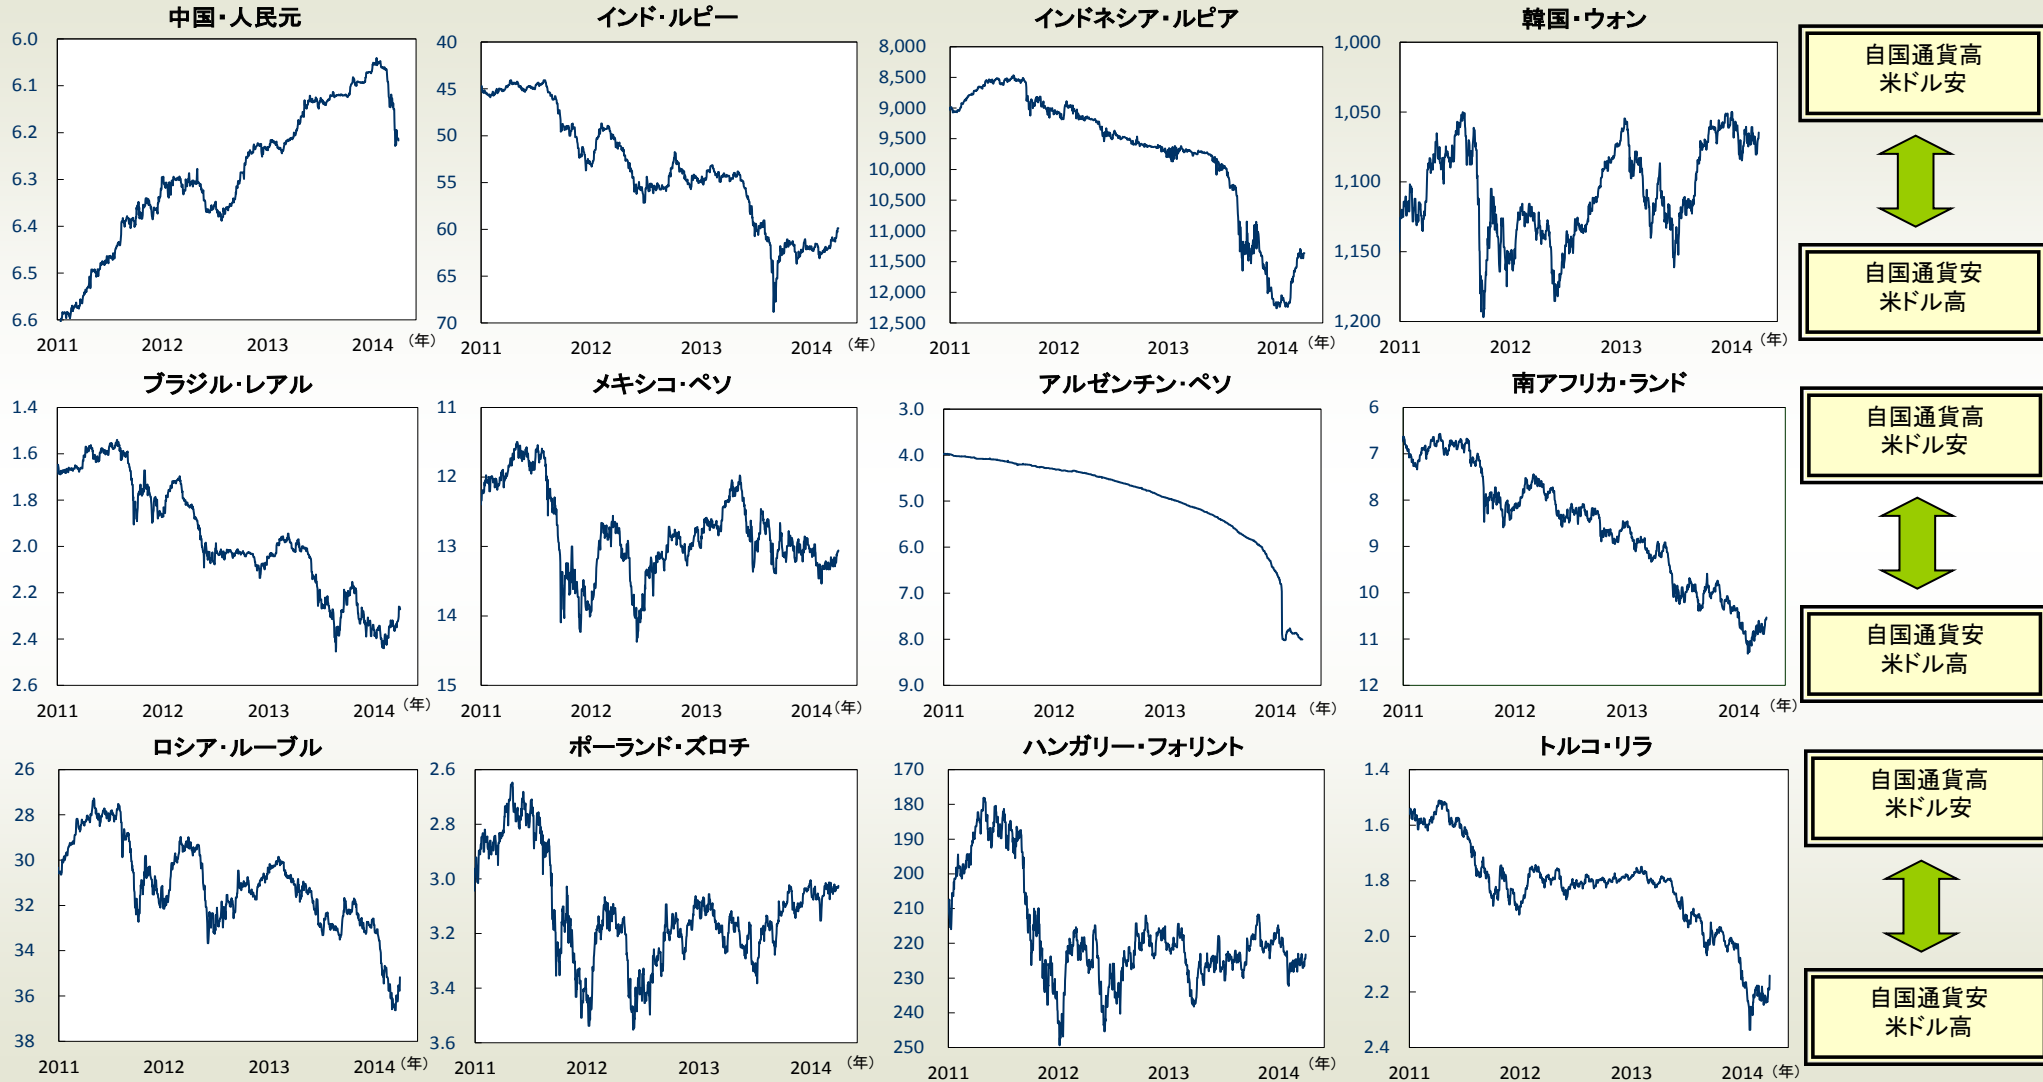 中国・人民元
6.0
6.1
6.2
6.3
6.4
6.5
6.6
2011 2012 2013 2014 (年)
インド・ルピー
40
45
50
55
60
65
70
2011 2012 2013 2014 (年)
インドネシア・ルピア
8,000
8,500
9,000
9,500
10,000
10,500
11,000
11,500
12,000
12,500
2011 2012 2013 2014 (年)
韓国・ウォン
1,000
1,050
1,100
1,150
1,200
2011 2012 2013 2014 (年)
自国通貨高
米ドル安
自国通貨安
米ドル高
ブラジル・レアル
1.4
1.6
1.8
2.0
2.2
2.4
2.6
2011 2012 2013 2014 (年)
メキシコ・ペソ
11
12
13
14
15
2011 2012 2013 2014 (年)
アルゼンチン・ペソ
3.0
4.0
5.0
6.0
7.0
8.0
9.0
2011 2012 2013 2014 (年)
南アフリカ・ランド
6
7
8
9
10
11
12
2011 2012 2013 2014 (年)
自国通貨高
米ドル安
自国通貨安
米ドル高
ロシア・ルーブル
26
28
30
32
34
36
38
2011 2012 2013 2014 (年)
ポーランド・ズロチ
2.6
2.8
3.0
3.2
3.4
3.6
2011 2012 2013 2014 (年)
ハンガリー・フォリント
170
180
190
200
210
220
230
240
250
2011 2012 2013 2014 (年)
トルコ・リラ
1.4
1.6
1.8
2.0
2.2
2.4
2011 2012 2013 2014 (年)
自国通貨高
米ドル安
自国通貨安
米ドル高